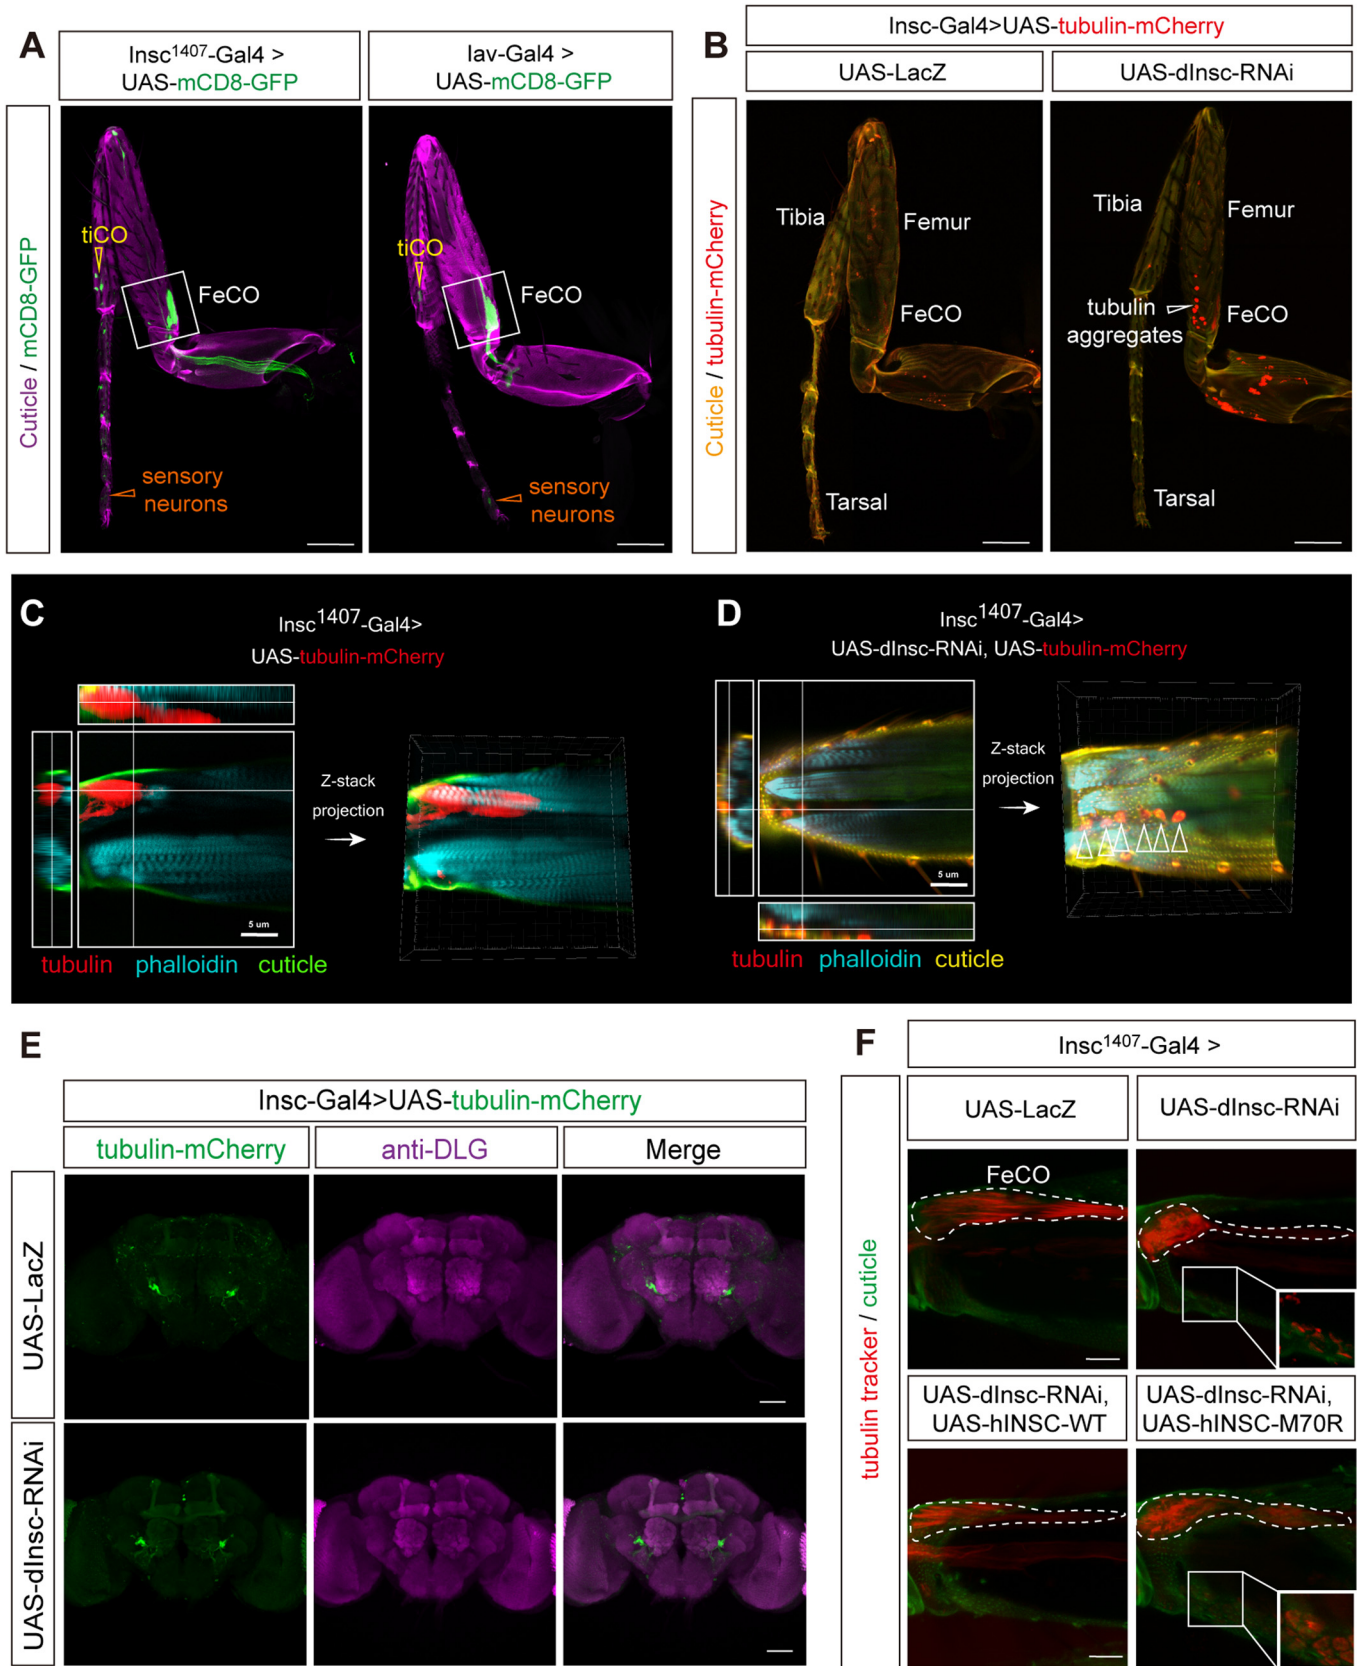 A
Insc1407-Gal4 >
UAS-mCD8-GFP
Iav-Gal4 >
UAS-mCD8-GFP
Cuticle / mCD8-GFP
tiCO
FeCO
sensory
neurons
tiCO
FeCO
sensory
neurons
B
Insc-Gal4>UAS-tubulin-mCherry
UAS-LacZ
UAS-dInsc-RNAi
Cuticle / tubulin-mCherry
Tibia
Femur
FeCO
Tarsal
Tibia
Femur
tubulin
aggregates
FeCO
Tarsal
C
Insc1407-Gal4>
UAS-tubulin-mCherry
Z-stack
projection
5 um
tubulin phalloidin cuticle
D
Insc1407-Gal4>
UAS-dInsc-RNAi, UAS-tubulin-mCherry
Z-stack
projection
5 um
tubulin phalloidin cuticle
E
Insc-Gal4>UAS-tubulin-mCherry
tubulin-mCherry
anti-DLG
Merge
UAS-LacZ
UAS-dInsc-RNAi
F
Insc1407-Gal4 >
UAS-LacZ
UAS-dInsc-RNAi
tubulin tracker / cuticle
FeCO
UAS-dInsc-RNAi,
UAS-hINSC-WT
UAS-dInsc-RNAi,
UAS-hINSC-M70R